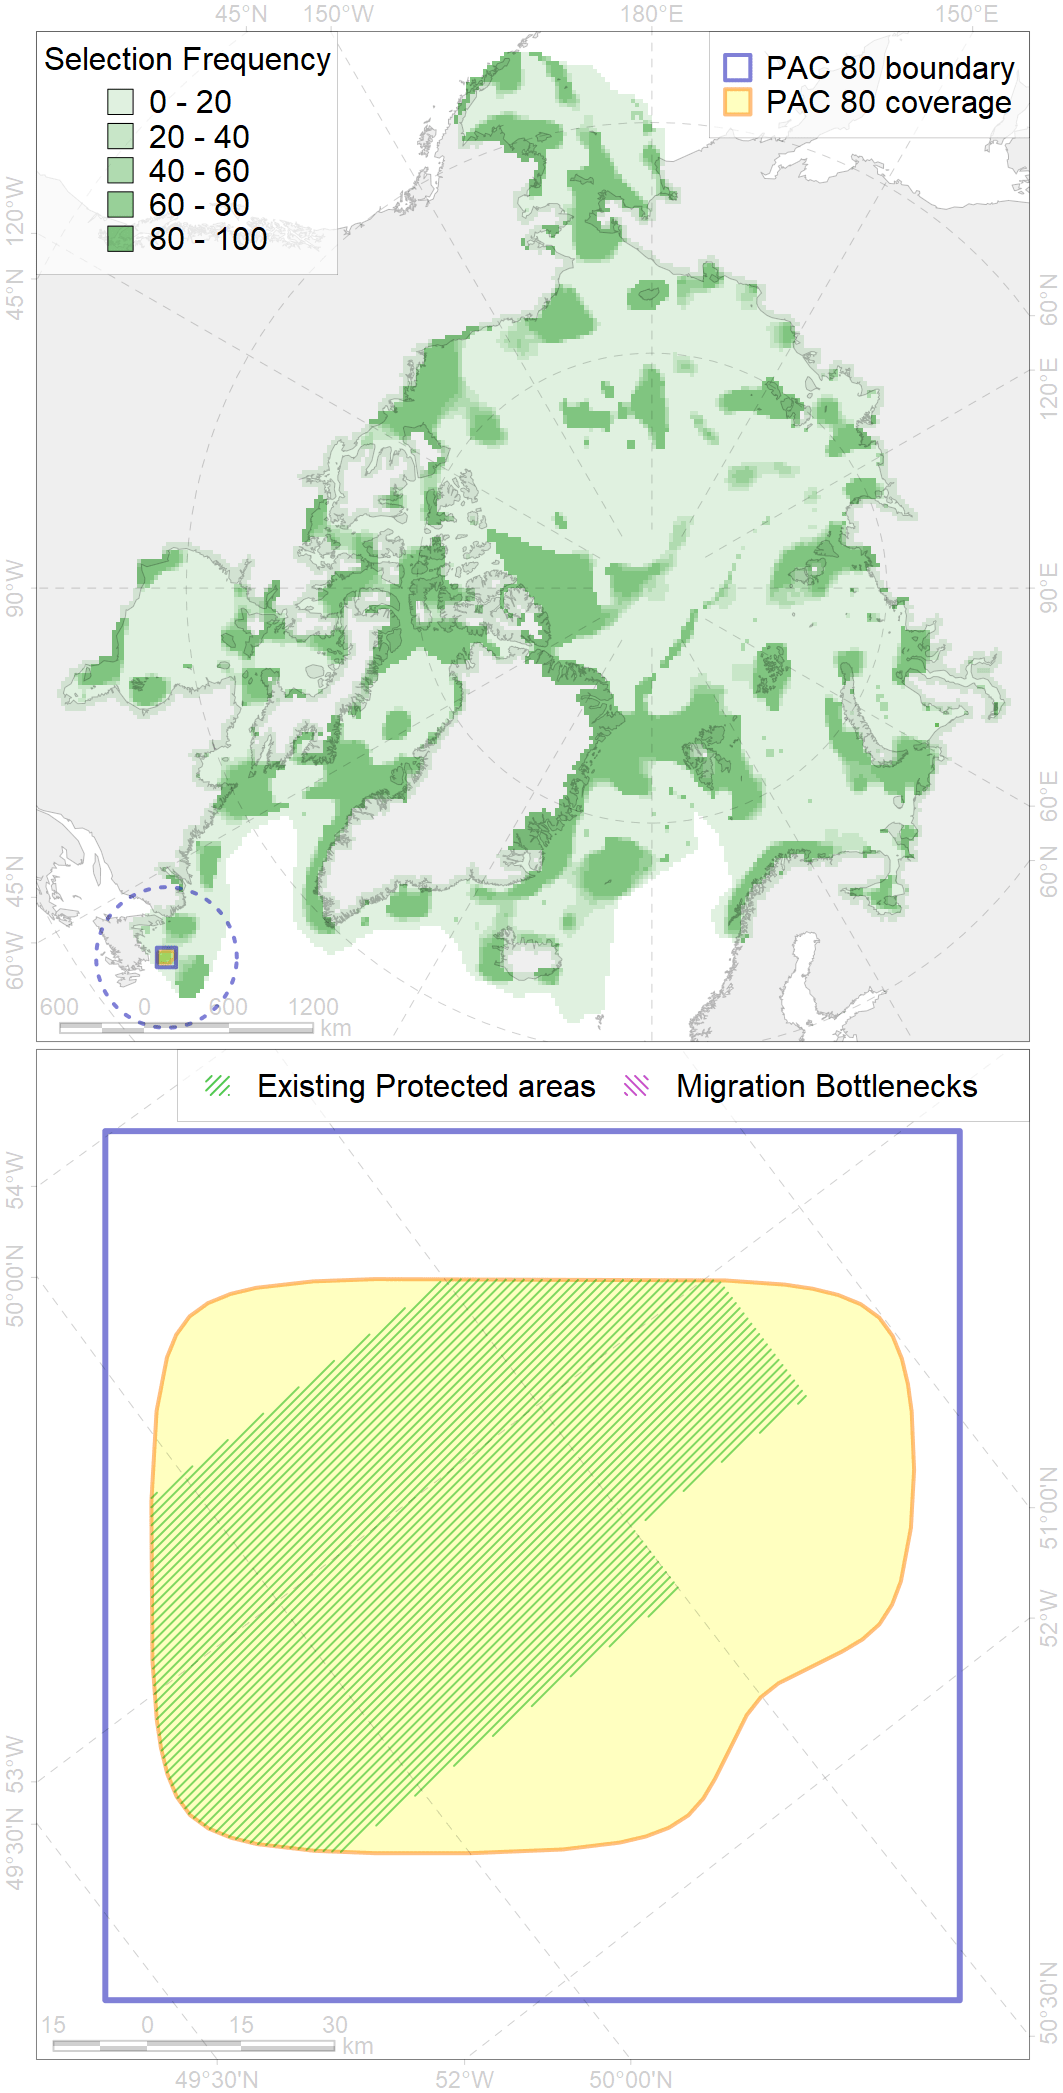 45°N 150°W 180°E 150°E
Selection Frequency
0 - 20
20 - 40
40 - 60
60 - 80
80 - 100
PAC 80 boundary
PAC 80 coverage
120°W
45°N
90°W
45°N
60°W
60°N
120°E
90°E
60°E
60°N
600 0 600 1200
km
Existing Protected areas Migration Bottlenecks
54°W
50°00'N
53°W
49°30'N
51°00'N
52°W
50°30'N
15 0 15 30
km
49°30'N 52°W 50°00'N